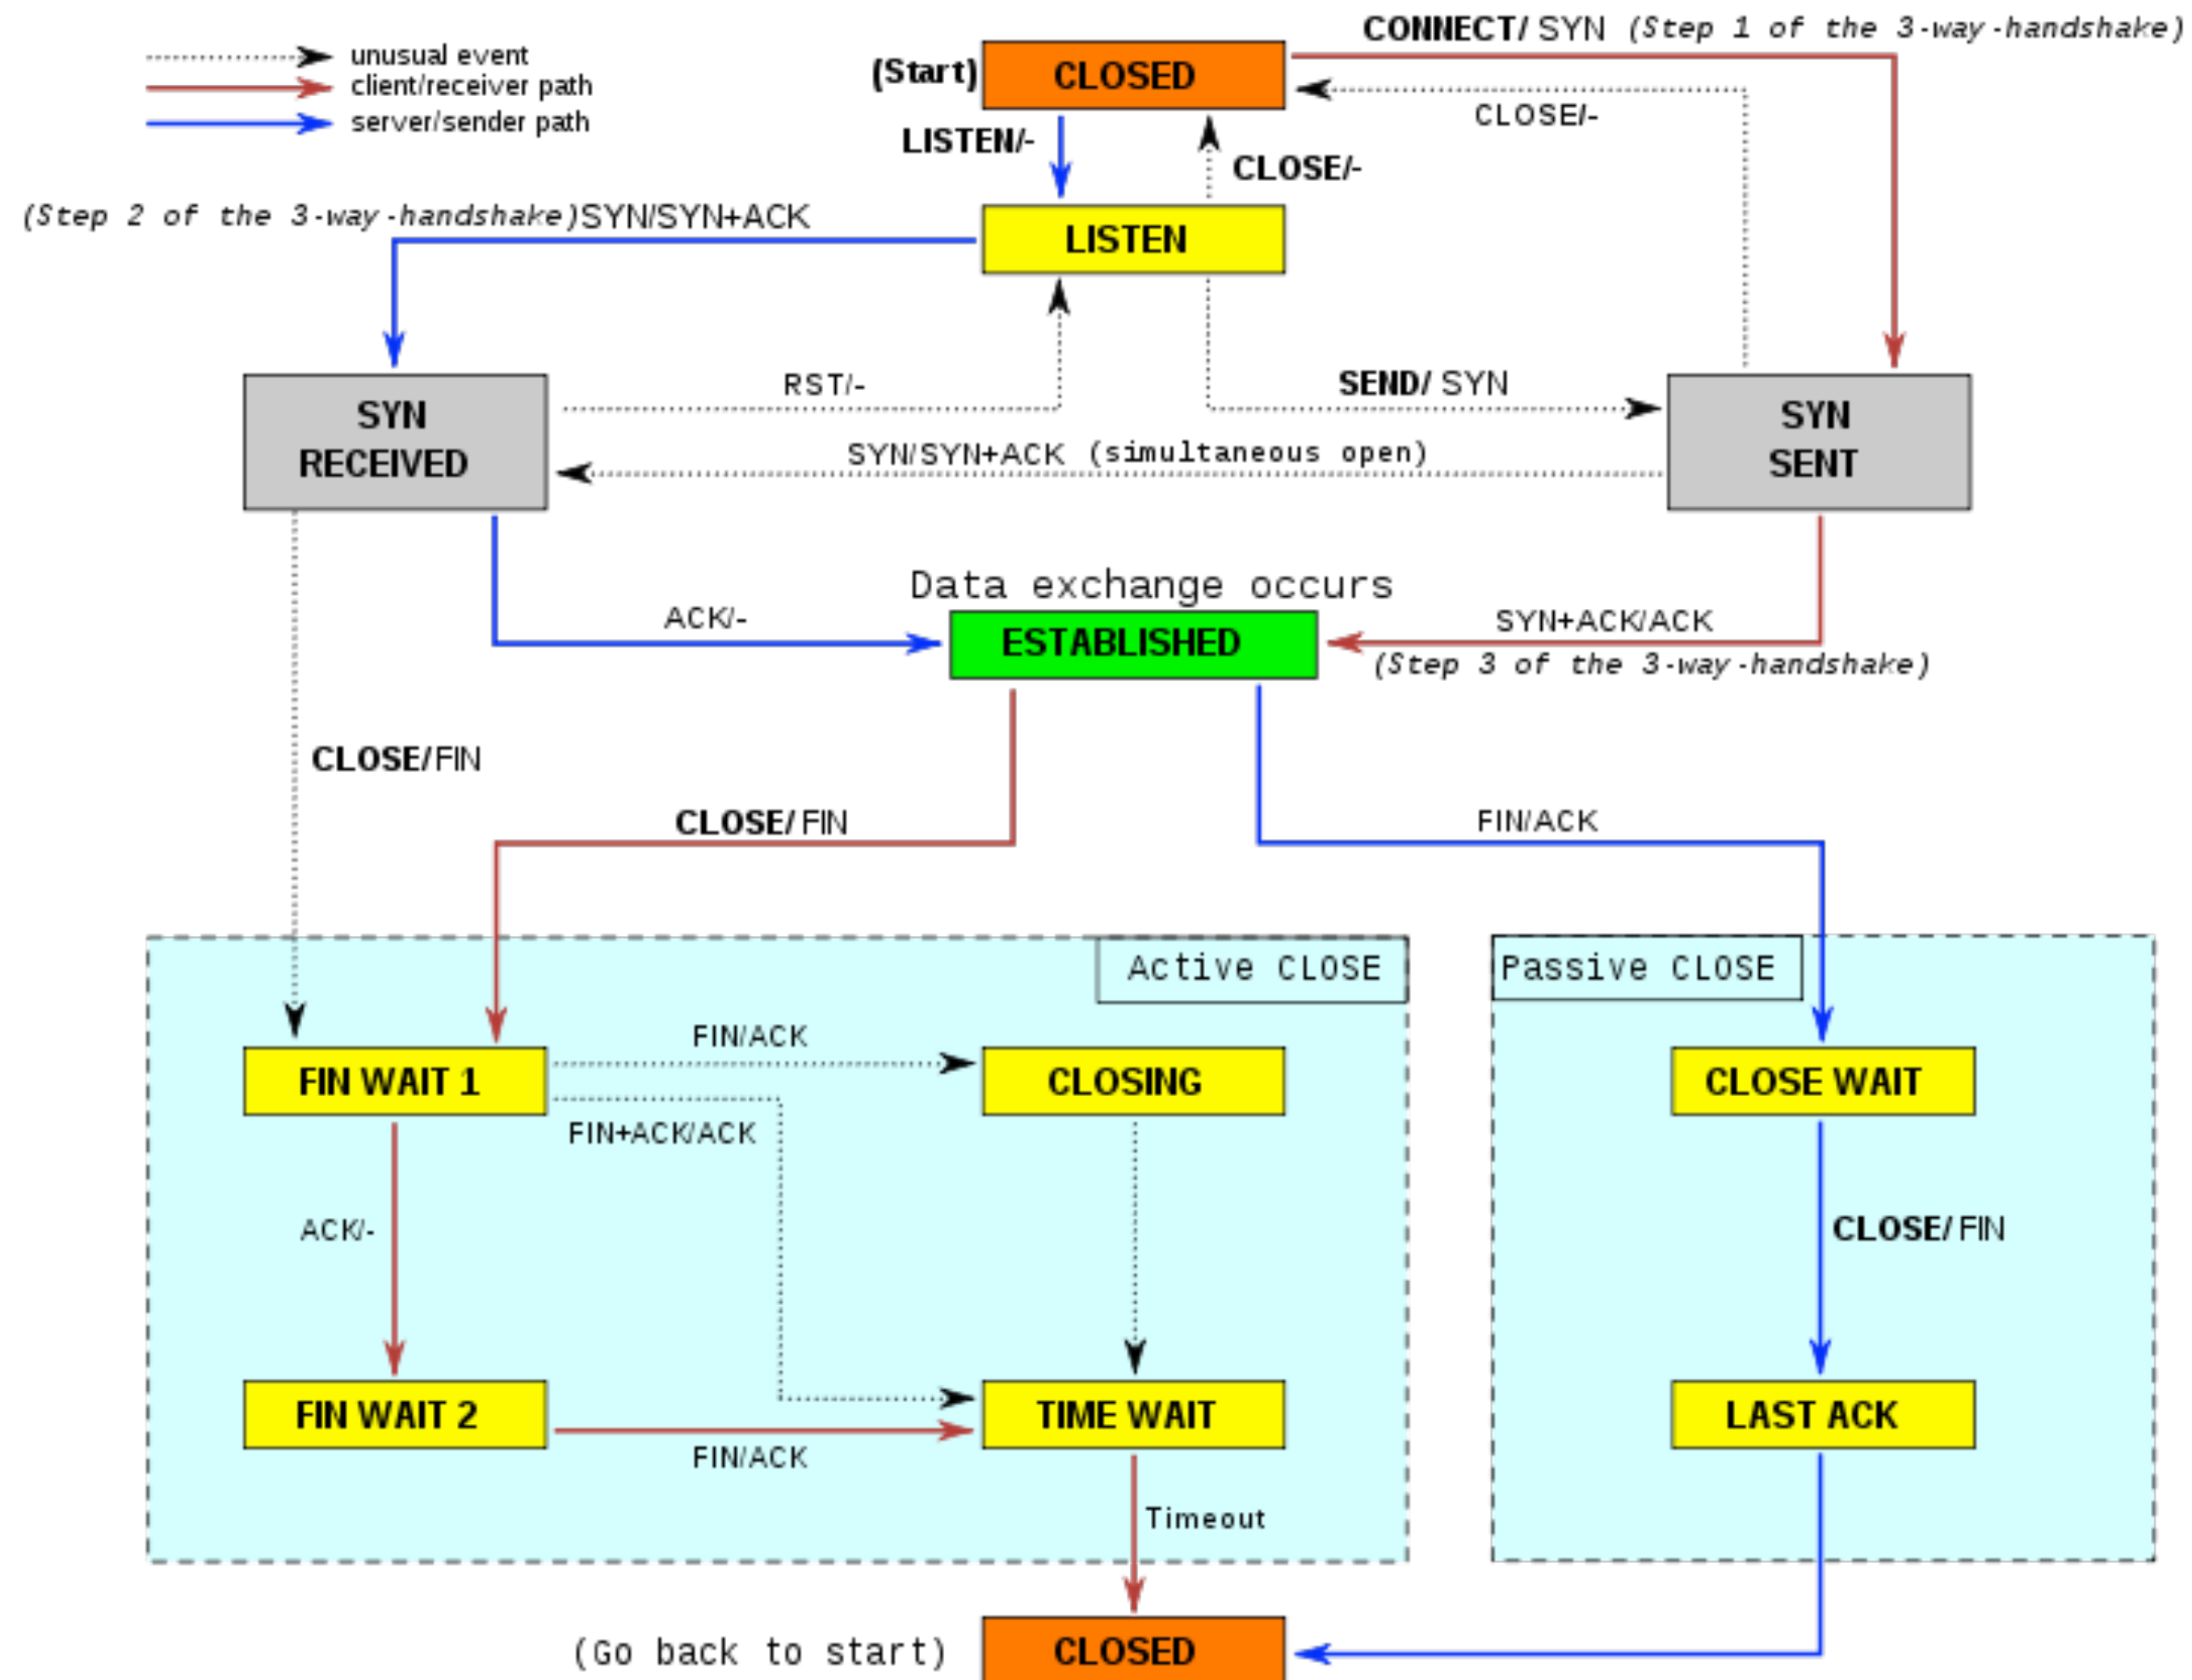 CONNECT/ SYN (Step 1 of the 3-way-handshake)
unusual event
client/receiver path
server/sender path
(Start)
CLOSED
CLOSE/-
LISTEN/-
CLOSE/-
(Step 2 of the 3-way-handshake)SYN/SYN+ACK
LISTEN
RST/-
SEND/ SYN
SYN
RECEIVED
SYN
SENT
SYN/SYN+ACK (simultaneous open)
Data exchange occurs
ACK/-
ESTABLISHED
SYN+ACK/ACK
(Step 3 of the 3-way-handshake)
CLOSE/FIN
CLOSE/ FIN
FIN/ACK
Active CLOSE
Passive CLOSE
FIN/ACK
FIN WAIT 1
CLOSING
CLOSE WAIT
FIN+ACK/ACK
ACK/-
CLOSE/ FIN
FIN WAIT 2
TIME WAIT
LAST ACK
FIN/ACK
Timeout
(Go back to start)
CLOSED